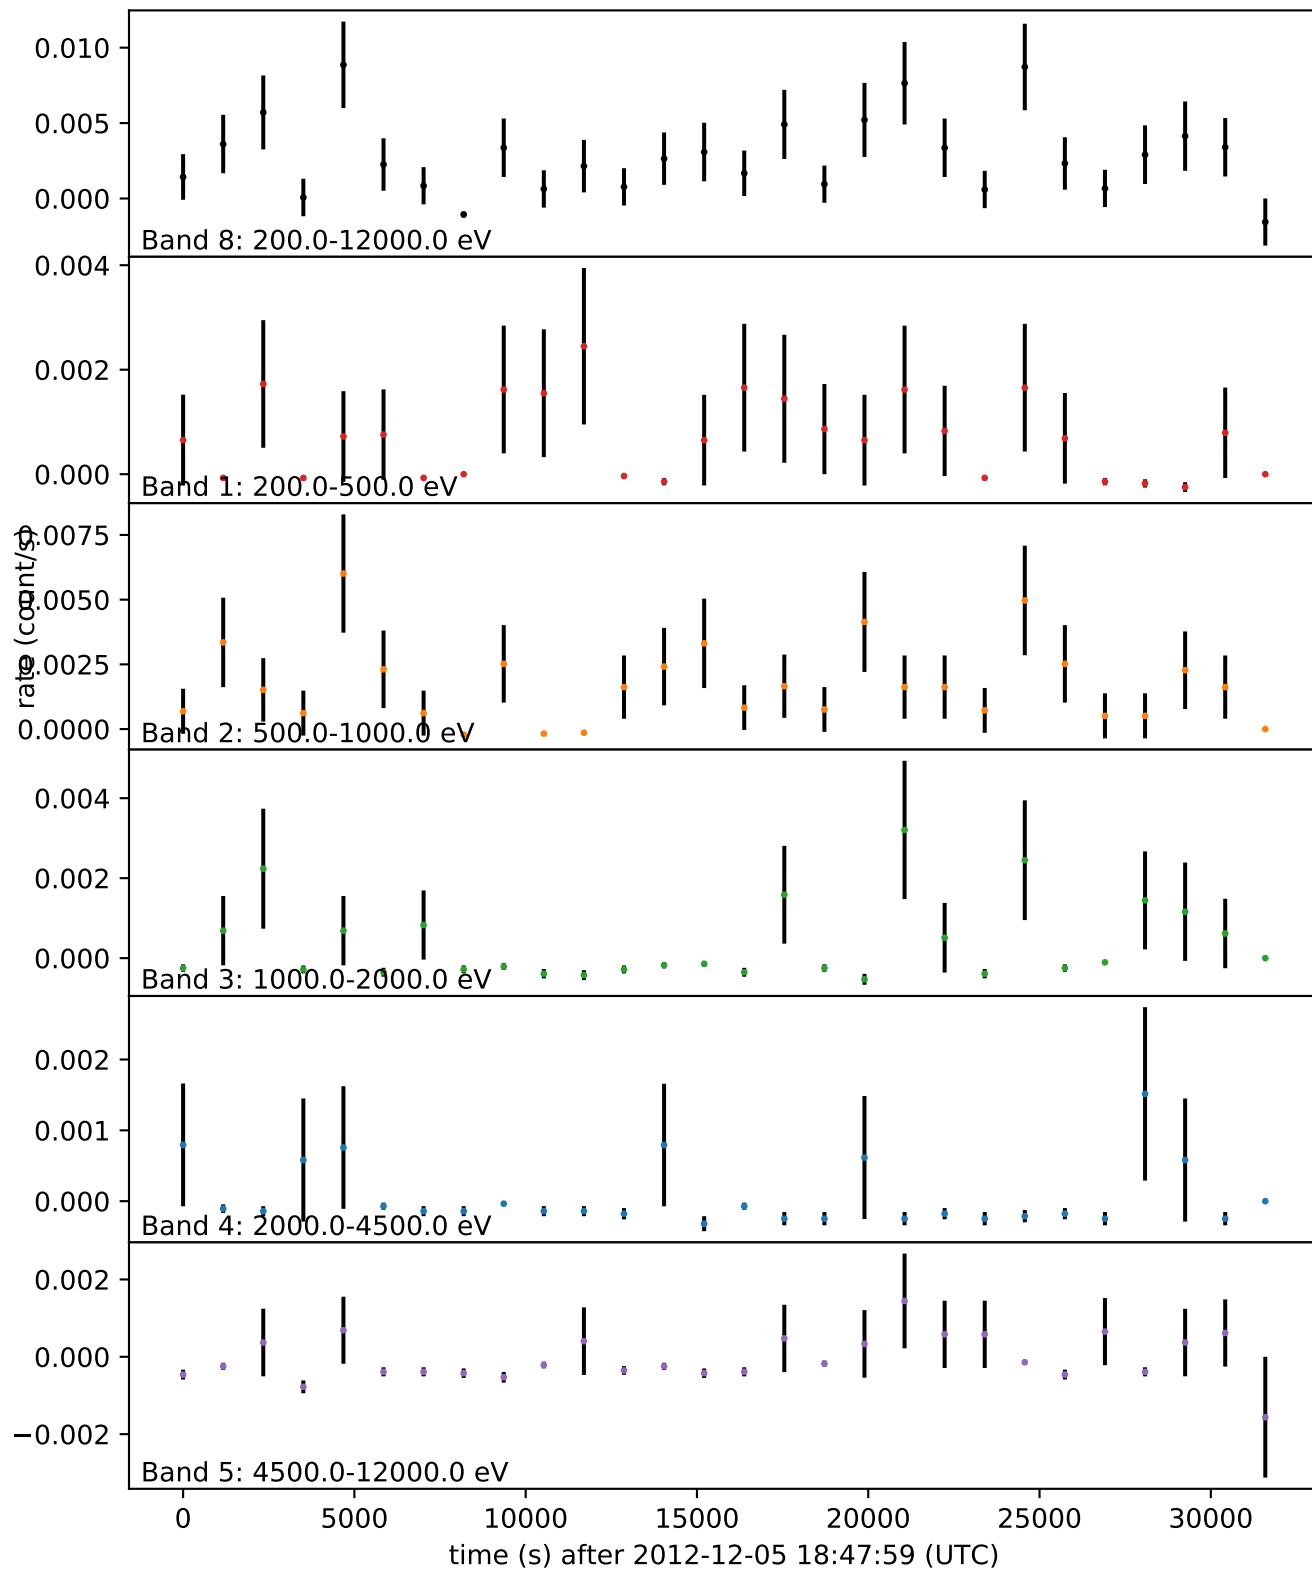 0.010
0.005
0.000
Band 8: 200.0-12000.0 eV
0.004
0.002
0.000
Band 1: 200.0-500.0 eV
rate (count/s)
0.0075
0.0050
0.0025
0.0000
Band 2: 500.0-1000.0 eV
0.004
0.002
0.000
Band 3: 1000.0-2000.0 eV
0.002
0.001
0.000
Band 4: 2000.0-4500.0 eV
0.002
0.000
−0.002
Band 5: 4500.0-12000.0 eV
0 5000 10000 15000 20000 25000 30000
time (s) after 2012-12-05 18:47:59 (UTC)